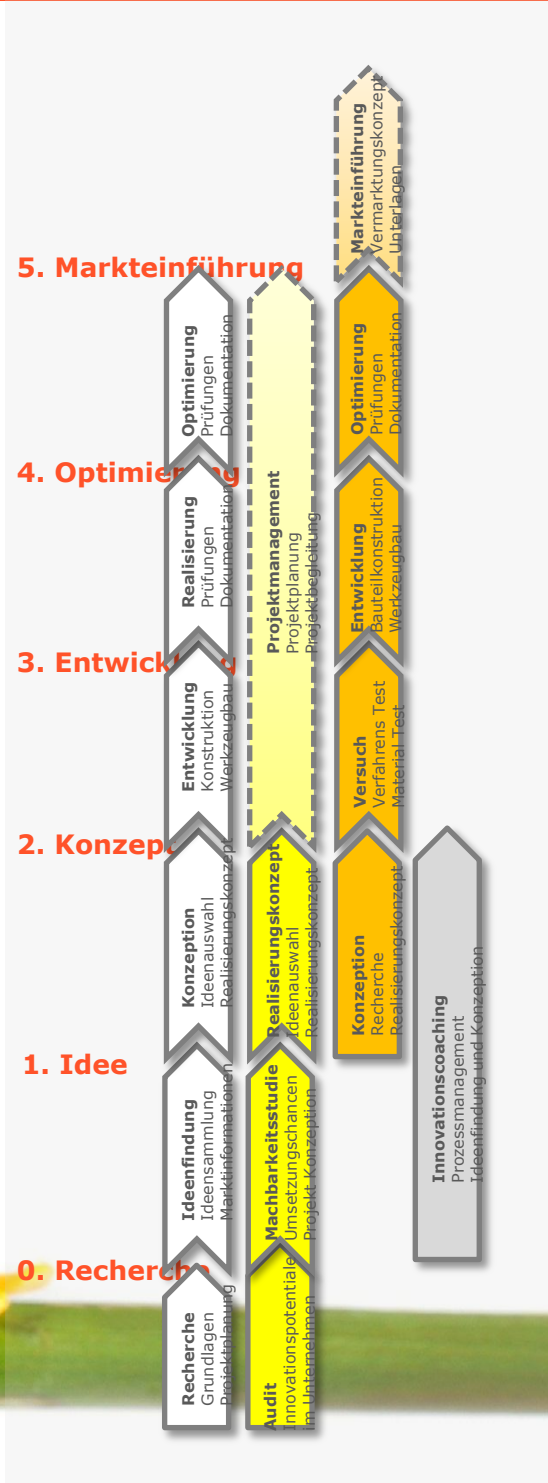 5. Markteinführung
4. Optimierung
3. Entwicklung
2. Konzept
1. Idee
0. Recherche
Recherche
Grundlagen
Projektplanung
Ideenfindung
Ideensammlung
Marktinformationen
Konzeption
Ideenauswahl
Realisierungskonzept
Entwicklung
Konstruktion
Werkzeugbau
Realisierung
Prüfungen
Dokumentation
Optimierung
Prüfungen
Dokumentation
Audit
Innovationspotentiale
im Unternehmen
Machbarkeitsstudie
Umsetzungschancen
Projekt Konzeption
Realisierungskonzept
Ideenauswahl
Realisierungskonzept
Projektmanagement
Projektplanung
Projektbegleitung
Konzeption
Recherche
Realisierungskonzept
Versuch
Verfahrens Test
Material Test
Entwicklung
Bauteilkonstruktion
Werkzeugbau
Optimierung
Prüfungen
Dokumentation
Markteinführung
Vermarktungskonzept
Unterlagen
Innovationscoaching
Prozessmanagement
Ideenfindung und Konzeption